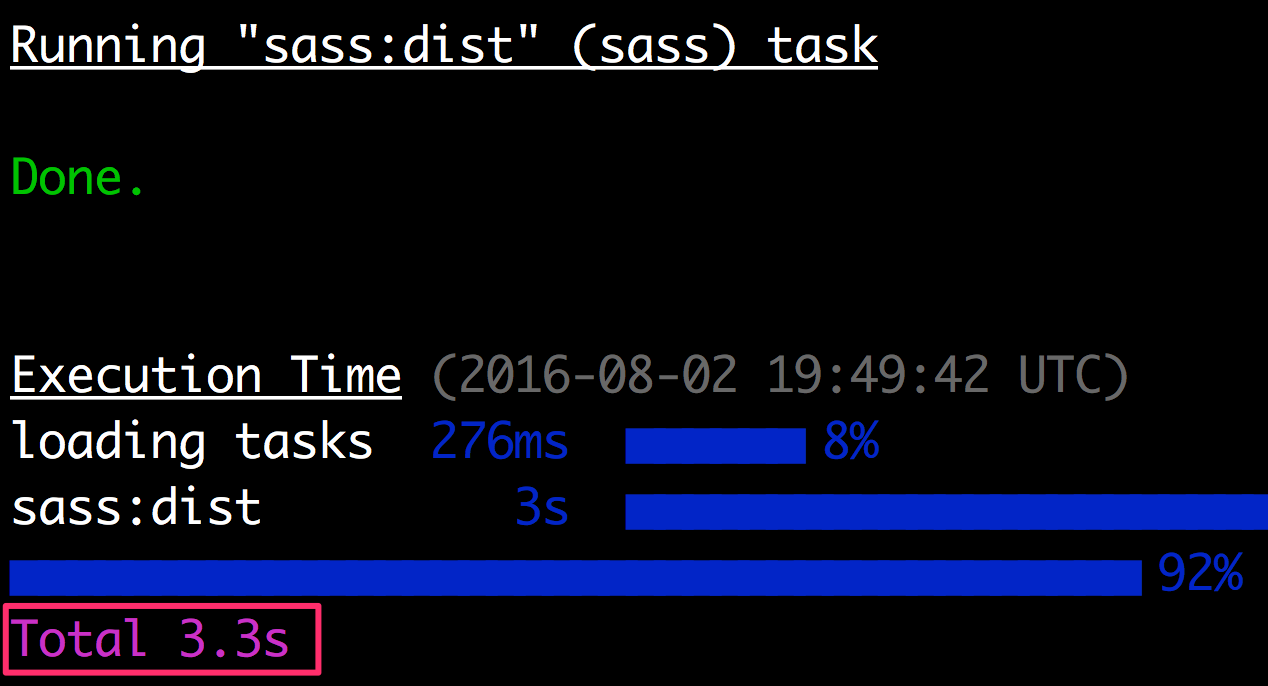 Running "sass:dist" (sass) task
Done.
Execution Time (2016-08-02 19:49:42 UTC)
loading tasks 276ms 8%
sass:dist 3s
92%
Total 3.3s